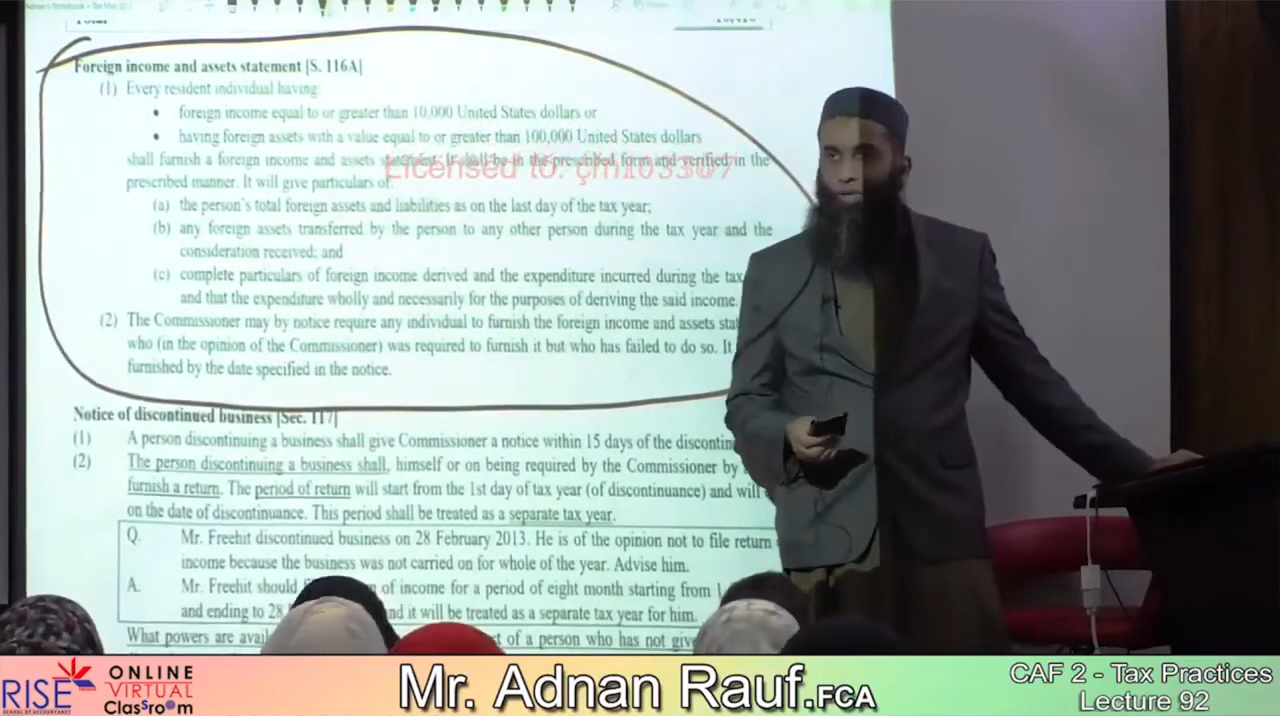 Total
Foreign income and assets statement [S. 116A]
(1) Every resident individual having
• foreign income equal to or greater than 10,000 United States dollars or
• having foreign assets with a value equal to or greater than 100,000 United States dollars
shall furnish a foreign income and assets statement. It shall be in the prescribed form and verified in the
Licensed to:
prescribed manner. It will give particulars of:
(a) the person's total foreign assets and liabilities as on the last day of the tax year;
(b) any foreign assets transferred by the person to any other person during the tax year and the
consideration received; and
(c) complete particulars of foreign income derived and the expenditure incurred during the tax
and that the expenditure wholly and necessarily for the purposes of deriving the said income.
(2) The Commissioner may by notice require any individual to furnish the foreign income and assets stat
who (in the opinion of the Commissioner) was required to furnish it but who has failed to do so. It
furnished by the date specified in the notice.
Notice of discontinued business [Sec. 117]
(1) A person discontinuing a business shall give Commissioner a notice within 15 days of the discontin
(2) The person discontinuing a business shall, himself or on being required by the Commissioner by
furnish a return. The period of return will start from the 1st day of tax year (of discontinuance) and will
on the date of discontinuance. This period shall be treated as a separate tax year.
Q. Mr. Freehit discontinued business on 28 February 2013. He is of the opinion not to file return
income because the business was not carried on for whole of the year. Advise him.
A. Mr. Freehit should of income for a period of eight month starting from 1
and ending to 28 and it will be treated as a separate tax year for him.
What powers are avai t of a person who has not give
RISE
SCHOOL OF ACCOUNTANCY
ONLINE
VIRTUAL
Classroom
Mr. Adnan Rauf.FCA
CAF 2 - Tax Practices
Lecture 92